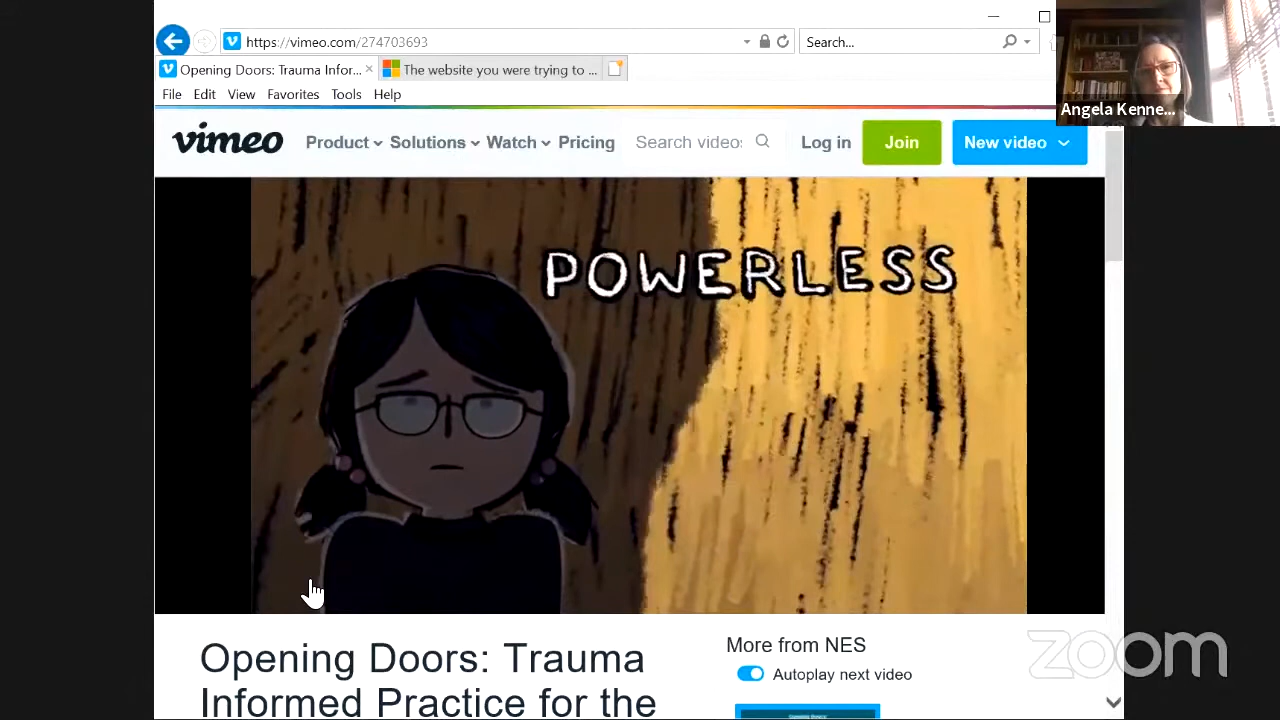 https://vimeo.com/274703693
Search...
Opening Doors: Trauma Infor...
The website you were trying to ...
Angela Kenne...
File Edit View Favorites Tools Help
vimeo Product Solutions Watch Pricing Search videos Log in Join New video
POWERLESS
Opening Doors: Trauma
Informed Practice for the
More from NES
Autoplay next video
zoom